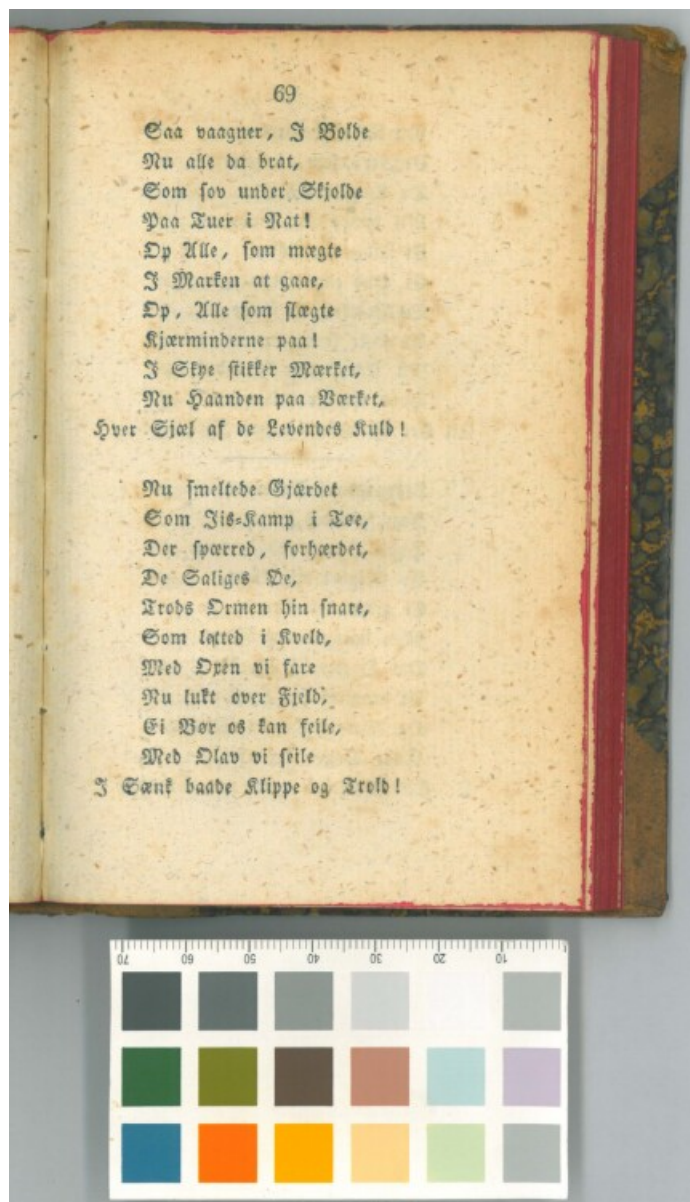 69
Saa vaagner, I Bolde
Nu alle da brat,
Som sov under Skjolde
Paa Tuer i Nat!
Op Alle, som mægte
I Marken at gaae,
Op, Alle som slægte
Kjærminderne paa!
I Skye stikker Mærket,
Nu Haanden paa Værket,
Hver Sjæl af de Levendes Kuld!
Nu smeltede Gjærdet
Som Iis-Kamp i Tøe,
Der spærred, forhærdet,
De Saliges Øe,
Trods Ormen hin snare,
Som letted i Kveld,
Med Oxen vi fare
Nu lukt over Fjeld,
Ei Bør os kan feile,
Med Olav vi seile
I Sænk baade Klippe og Trold!
70 60 50 40 30 20 10